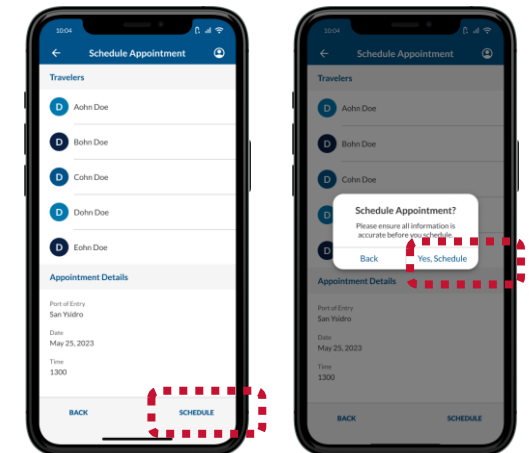 10:04
Schedule Appointment
Travelers
D Aohn Doe
D Bohn Doe
D Cohn Doe
D Dohn Doe
D Eohn Doe
Appointment Details
Port of Entry
San Ysidro
Date
May 25, 2023
Time
1300
BACK SCHEDULE
10:04
Schedule Appointment
Travelers
D Aohn Doe
D Bohn Doe
D Cohn Doe
D
Schedule Appointment?
Please ensure all information is
accurate before you schedule.
Back Yes, Schedule
D
Appointment Details
Port of Entry
San Ysidro
Date
May 25, 2023
Time
1300
BACK SCHEDULE